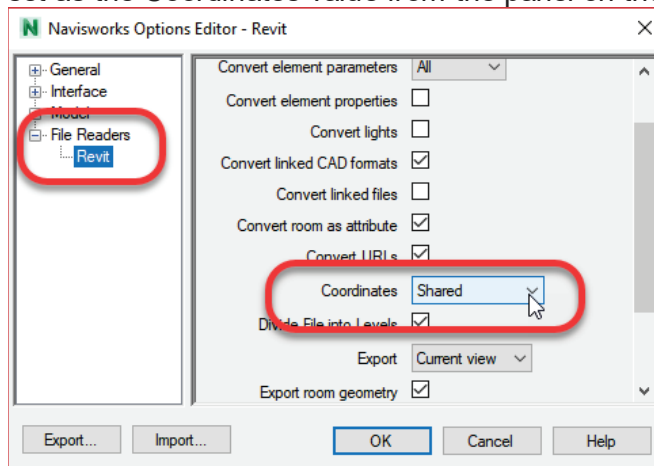 Navisworks Options Editor - Revit
General
Interface
Model
File Readers
Revit
Convert element parameters All
Convert element properties
Convert lights
Convert linked CAD formats
Convert linked files
Convert room as attribute
Convert URLs
Coordinates Shared
Divide File into Levels
Export Current view
Export room geometry
Export... Import... OK Cancel Help